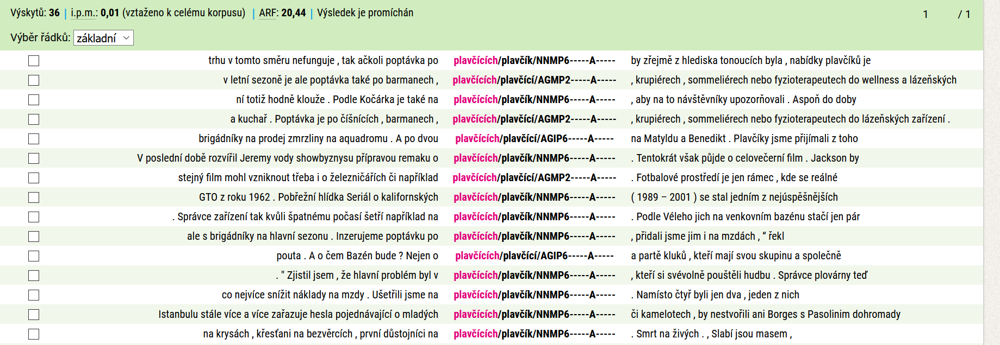 Výskytů: 36 | i.p.m.: 0,01 (vztaženo k celému korpusu) | ARF: 20,44 | Výsledek je promíchán 1 / 1
Výběr řádků: základní
trhu v tomto směru nefunguje , tak ačkoli poptávka po plavčících/plavčík/NNMP6-----A----- by zřejmě z hlediska tonoucích byla , nabídky plavčíků je
v letní sezoně je ale poptávka také po barmanech , plavčících/plavčící/AGMP2-----A----- , krupiérech , sommeliérech nebo fyzioterapeutech do wellness a lázeňských
ní totiž hodně klouže . Podle Kočárka je také na plavčících/plavčík/NNMP6-----A----- , aby na to návštěvníky upozorňovali . Aspoň do doby
a kuchař . Poptávka je po číšnících , barmanech , plavčících/plavčící/AGMP2-----A----- , krupiérech , sommeliérech nebo fyzioterapeutech do lázeňských zařízení .
brigádníky na prodej zmrzliny na aquadromu . A po dvou plavčících/plavčící/AGIP6-----A----- na Matyldu a Benedikt . Plavčíky jsme přijímali z toho
V poslední době rozvířil Jeremy vody showbyznysu přípravou remaku o plavčících/plavčík/NNMP6-----A----- . Tentokrát však půjde o celovečerní film . Jackson by
stejný film mohl vzniknout třeba i o železničářích či například plavčících/plavčící/AGMP2-----A----- . Fotbalové prostředí je jen rámec , kde se reálné
GTO z roku 1962 . Pobřežní hlídka Seriál o kalifornských plavčících/plavčík/NNMP6-----A----- ( 1989 – 2001 ) se stal jedním z nejúspěšnějších
. Správce zařízení tak kvůli špatnému počasí šetří například na plavčících/plavčík/NNMP6-----A----- . Podle Véleho jich na venkovním bazénu stačí jen pár
ale s brigádníky na hlavní sezonu . Inzerujeme poptávku po plavčících/plavčík/NNMP6-----A----- , přidali jsme jim i na mzdách , “ řekl
pouta . A o čem Bazén bude ? Nejen o plavčících/plavčící/AGIP6-----A----- a partě kluků , kteří mají svou skupinu a společně
. " Zjistil jsem , že hlavní problém byl v plavčících/plavčík/NNMP6-----A----- , kteří si svévolně pouštěli hudbu . Správce plovárny teď
co nejvíce snížit náklady na mzdy . Ušetřili jsme na plavčících/plavčík/NNMP6-----A----- . Namísto čtyř byli jen dva , jeden z nich
Istanbulu stále více a více zařazuje hesla pojednávající o mladých plavčících/plavčík/NNMP6-----A----- či kamelotech , by nestvořili ani Borges s Pasolinim dohromady
na krysách , křesťani na bezvěrcích , první důstojníci na plavčících/plavčík/NNMP6-----A----- . Smrt na živých . , Slabí jsou masem ,